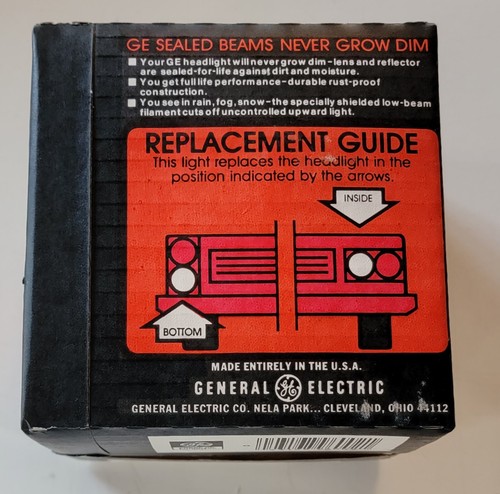 GE SEALED BEAMS NEVER GROW DIM
Your GE headlight will never grow dim–lens and reflector
are sealed-for-life against dirt and moisture.
You get full life performance–durable rust-proof
construction.
You see in rain, fog, snow–the specially shielded low-beam
filament cuts off uncontrolled upward light.
REPLACEMENT GUIDE
This light replaces the headlight in the
position indicated by the arrows.
INSIDE
BOTTOM
MADE ENTIRELY IN THE U.S.A.
GENERAL GE ELECTRIC
GENERAL ELECTRIC CO. NELA PARK... CLEVELAND, OHIO 44112